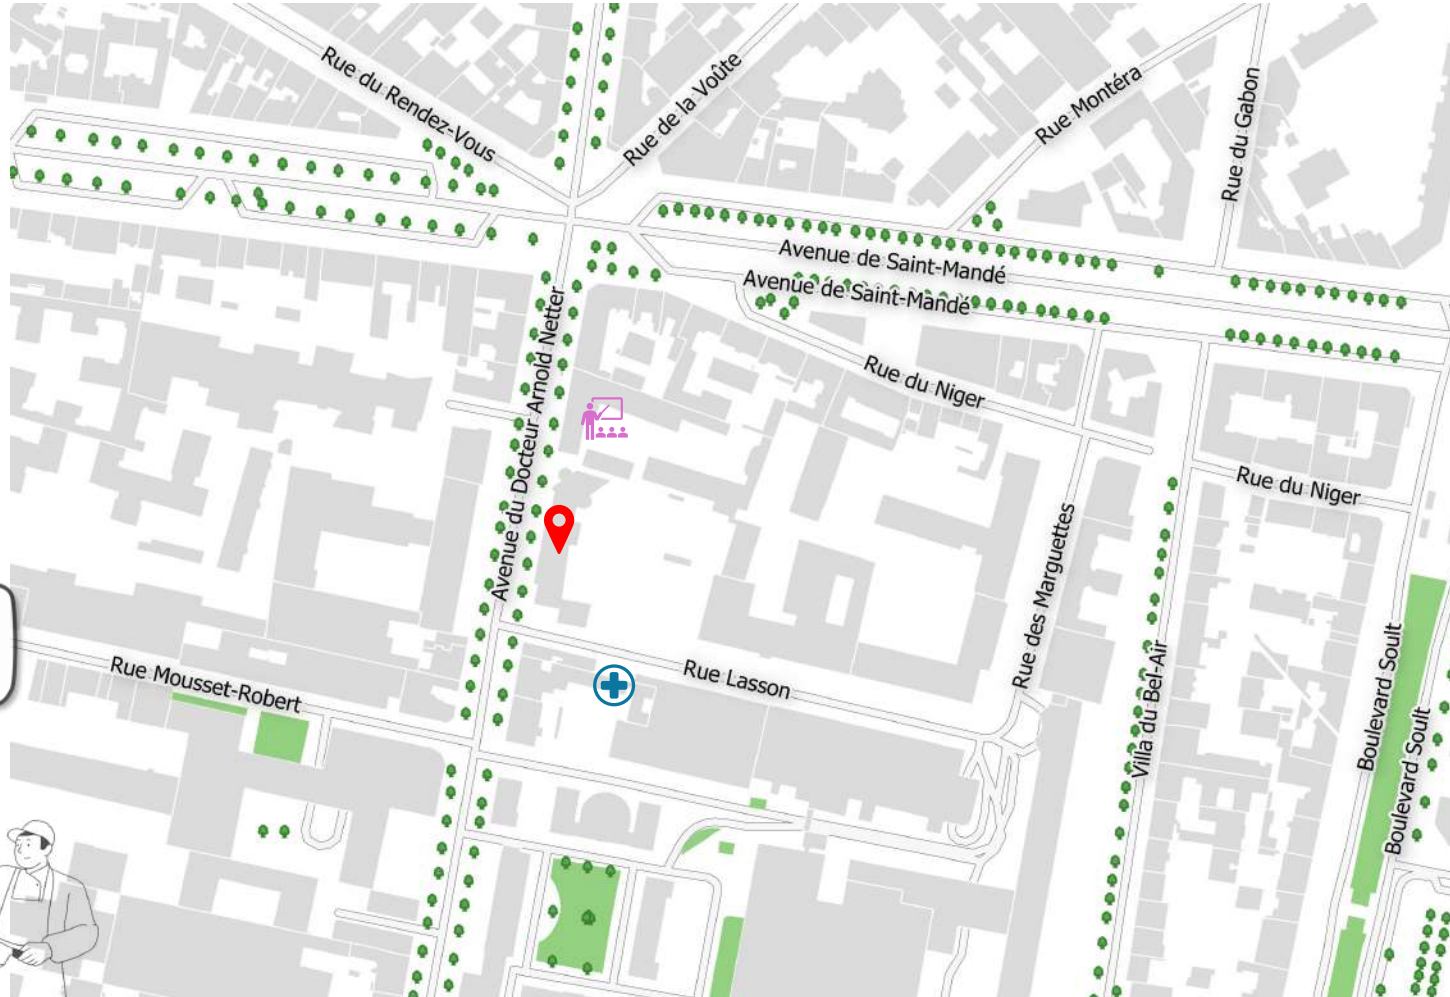 Rue du Rendez-Vous
Rue de la Voûte
Rue Montéra
Rue du Gabon
Avenue de Saint-Mandé
Avenue de Saint-Mandé
Avenue du Docteur Arnold Netter
Rue du Niger
Rue du Niger
Rue des Marguettes
Rue Mousset-Robert
Rue Lasson
Villa du Bel-Air
Boulevard Soult
Boulevard Soult